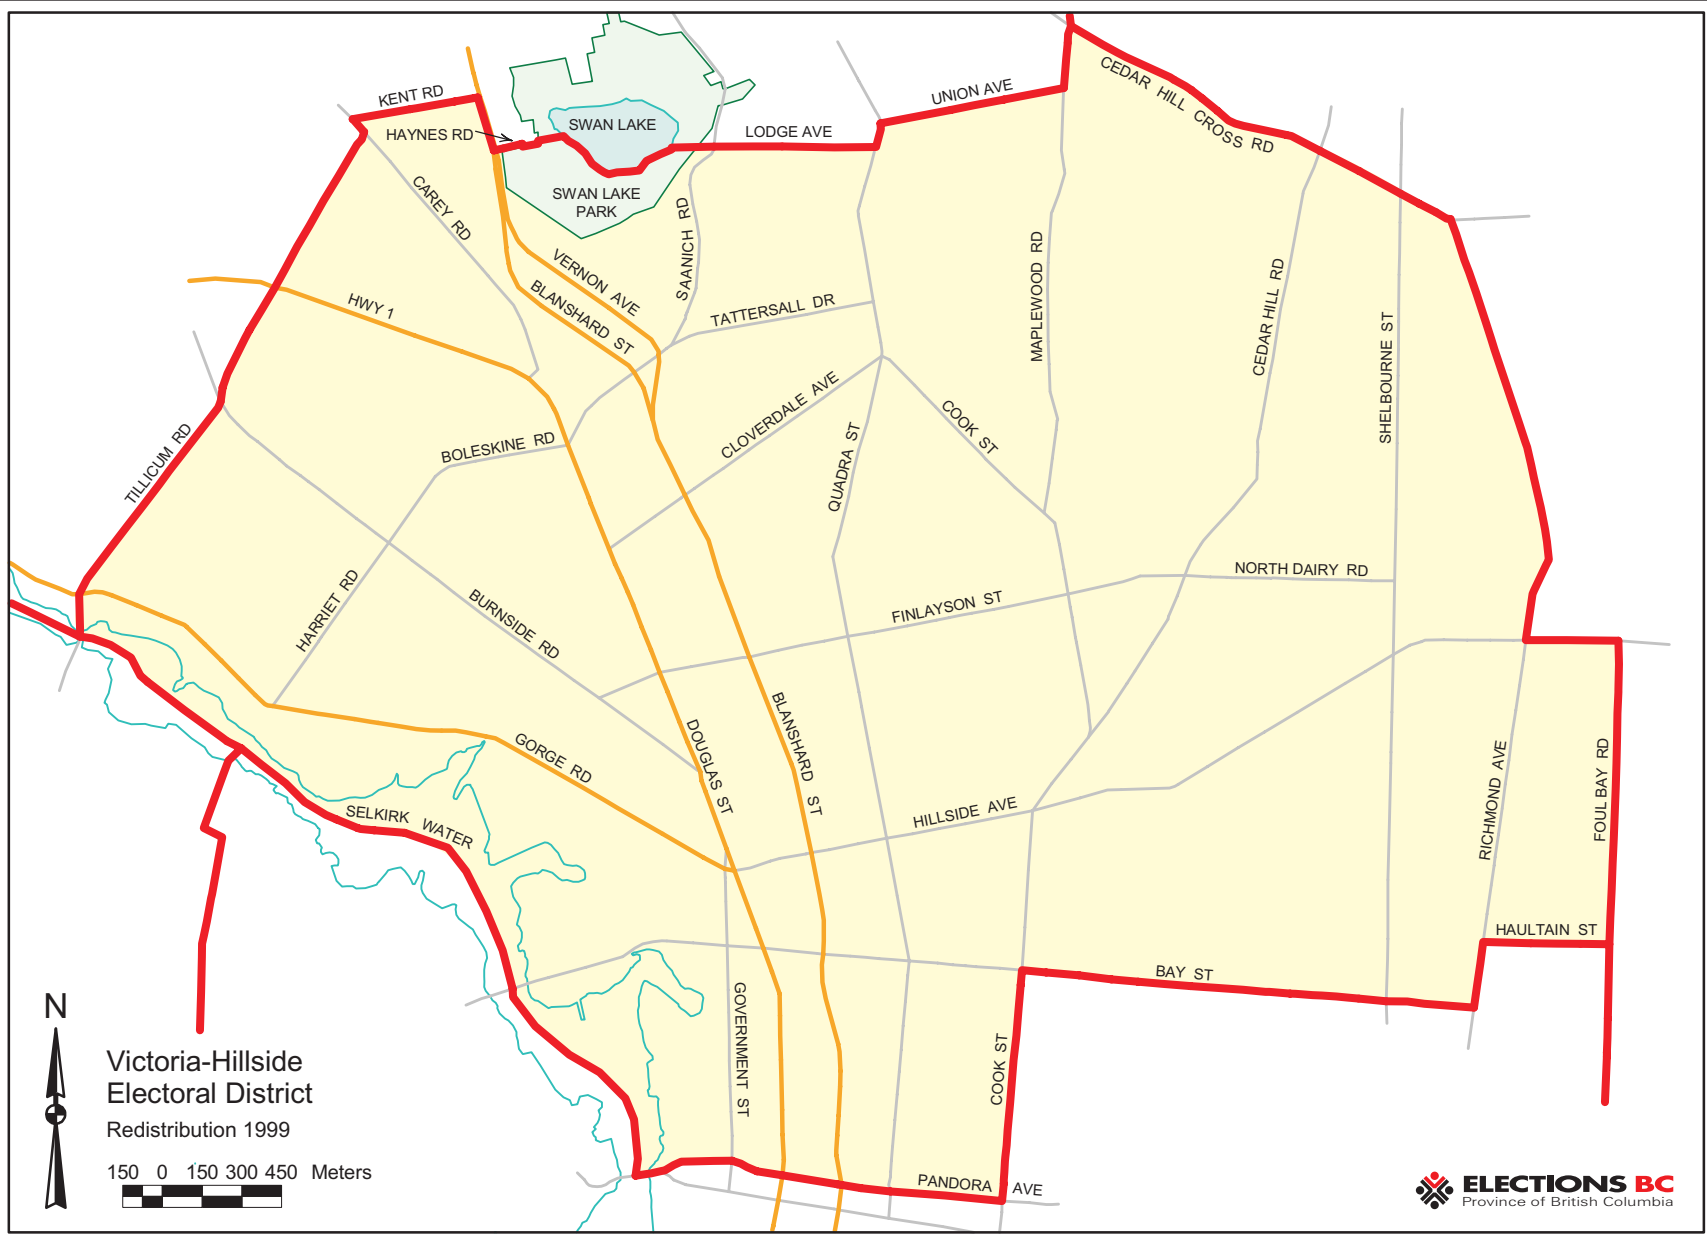 CEDAR HILL CROSS RD
KENT RD
UNION AVE
HAYNES RD
SWAN LAKE
LODGE AVE
SWAN LAKE
PARK
CAREY RD
SAANICH RD
VERNON AVE
BLANSHARD ST
HWY 1
TATTERSALL DR
MAPLEWOOD RD
CEDAR HILL RD
SHELBOURNE ST
CLOVERDALE AVE
COOK ST
QUADRA ST
TILLICUM RD
BOLESKINE RD
HARRIET RD
BURNSIDE RD
FINLAYSON ST
NORTH DAIRY RD
GORGE RD
DOUGLAS ST
BLANSHARD ST
HILLSIDE AVE
RICHMOND AVE
FOUL BAY RD
SELKIRK WATER
HAULTAIN ST
BAY ST
GOVERNMENT ST
COOK ST
PANDORA AVE
N
Victoria-Hillside
Electoral District
Redistribution 1999
150 0 150 300 450 Meters
ELECTIONS BC
Province of British Columbia